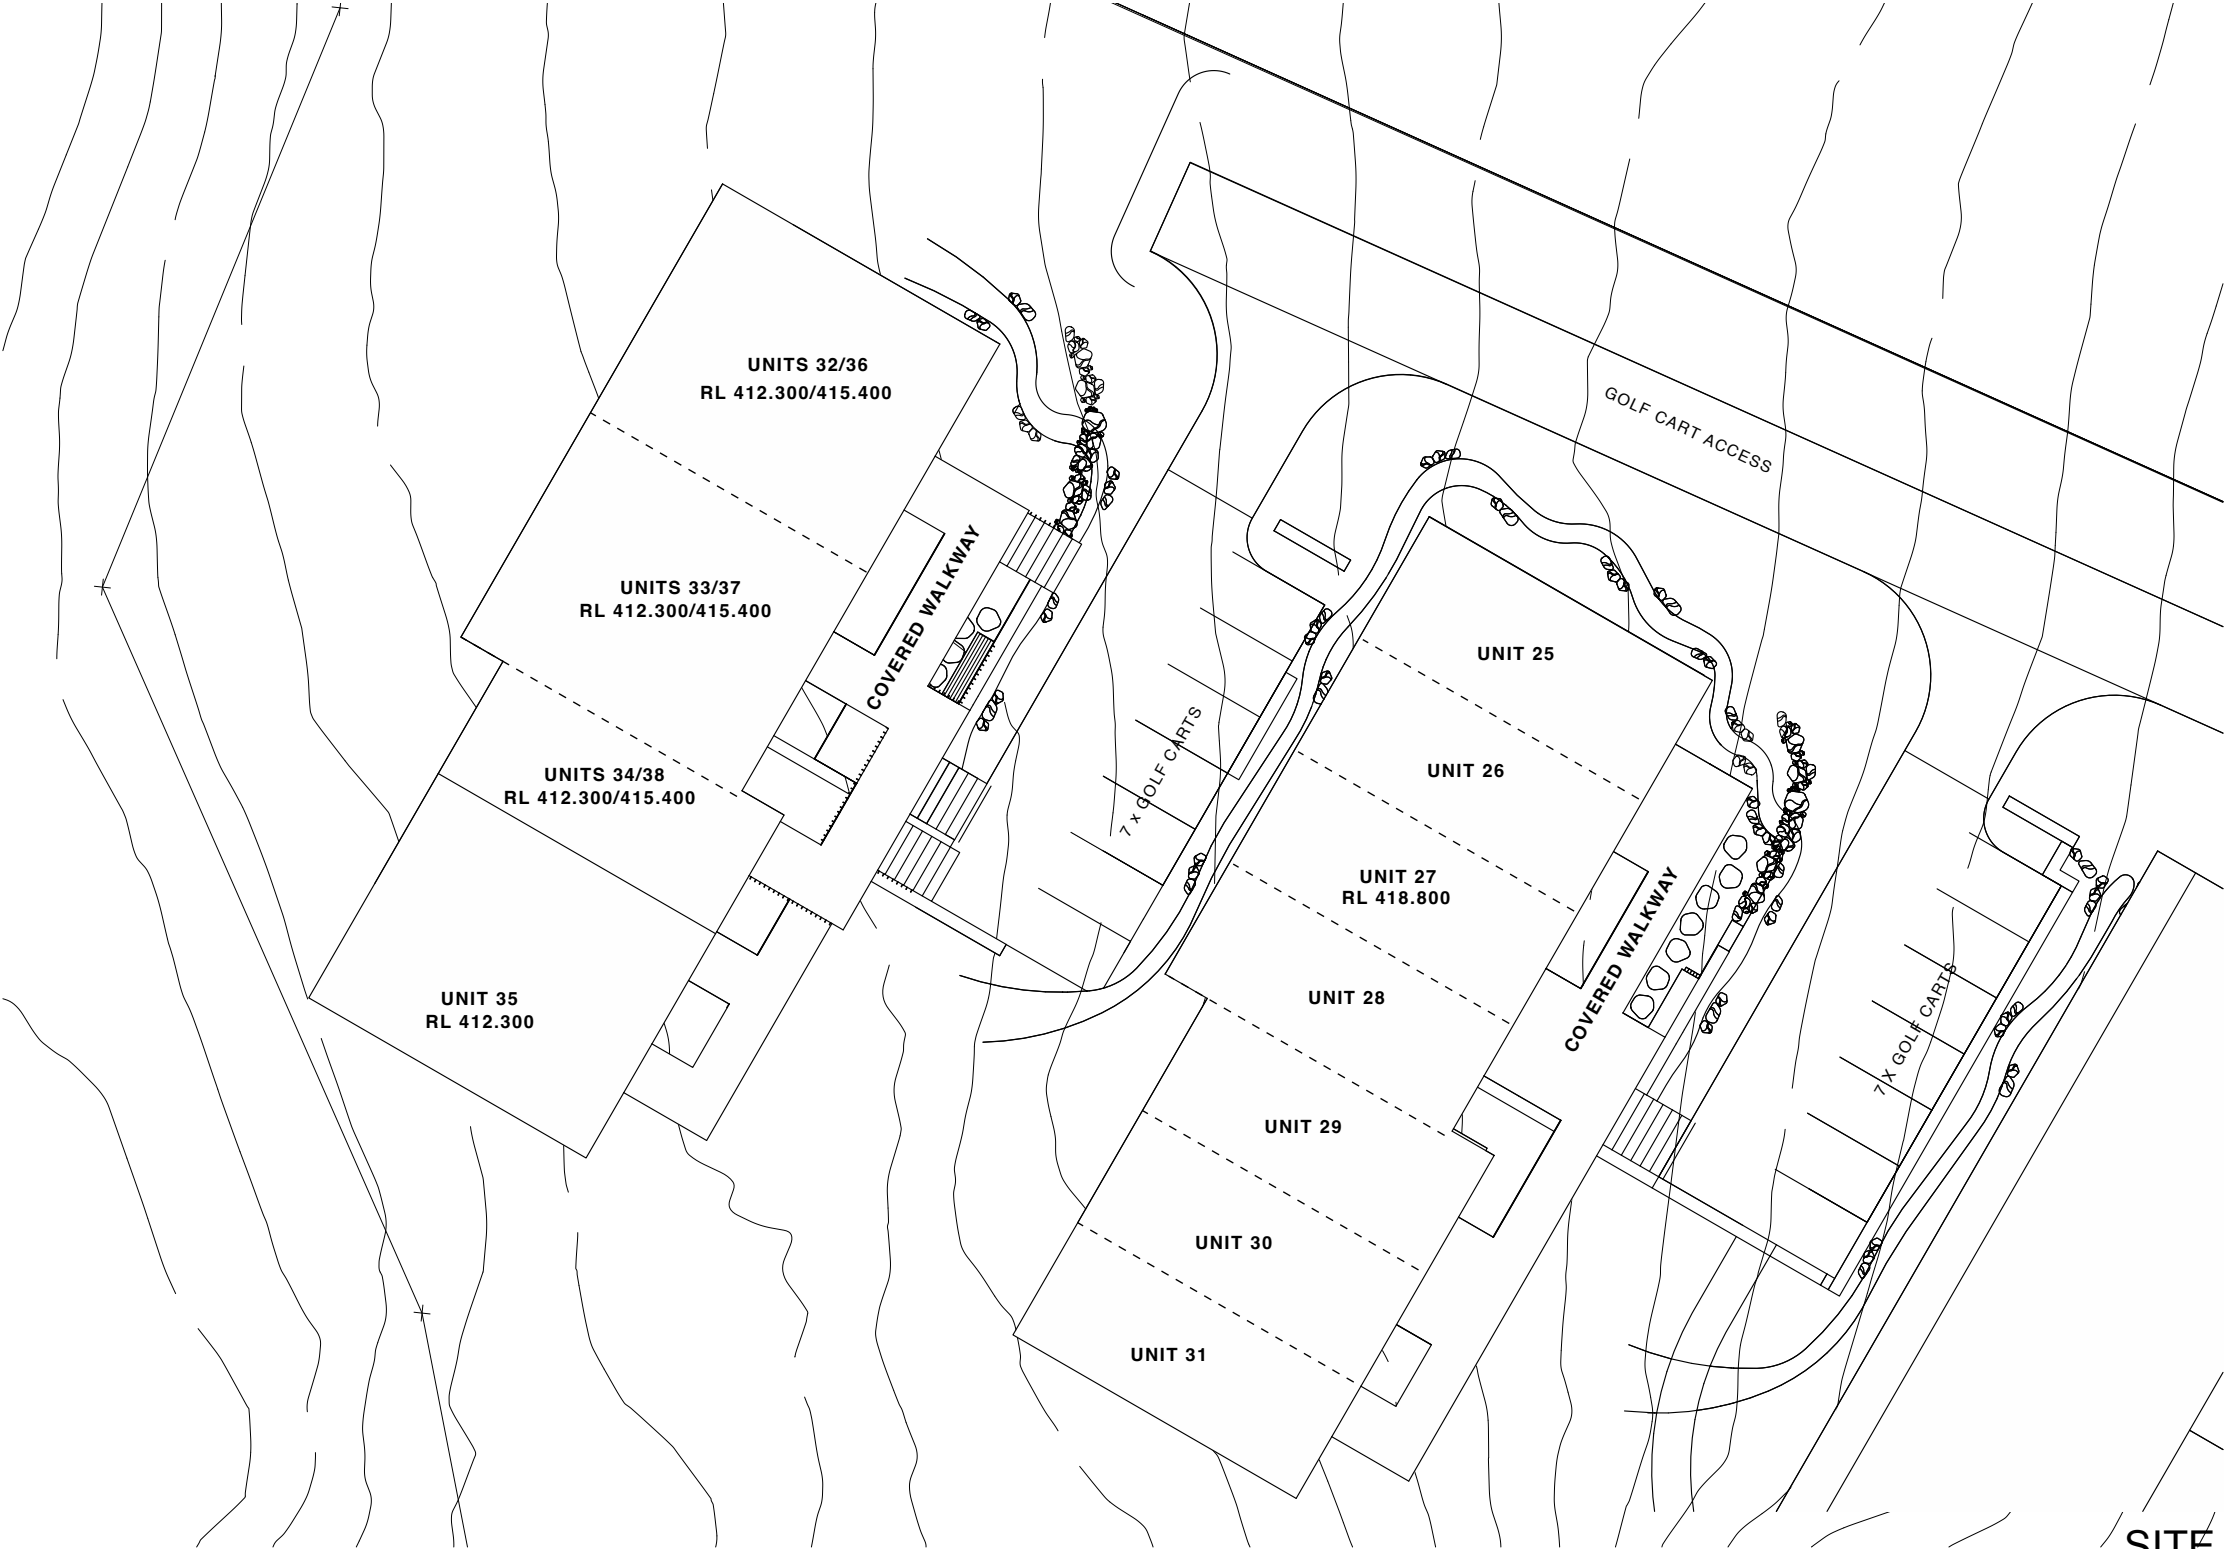 UNITS 32/36
RL 412.300/415.400
UNITS 33/37
RL 412.300/415.400
UNITS 34/38
RL 412.300/415.400
UNIT 35
RL 412.300
COVERED WALKWAY
7 x GOLF CARTS
GOLF CART ACCESS
UNIT 25
UNIT 26
UNIT 27
RL 418.800
UNIT 28
UNIT 29
UNIT 30
UNIT 31
COVERED WALKWAY
7 X GOLF CARTS
SITE